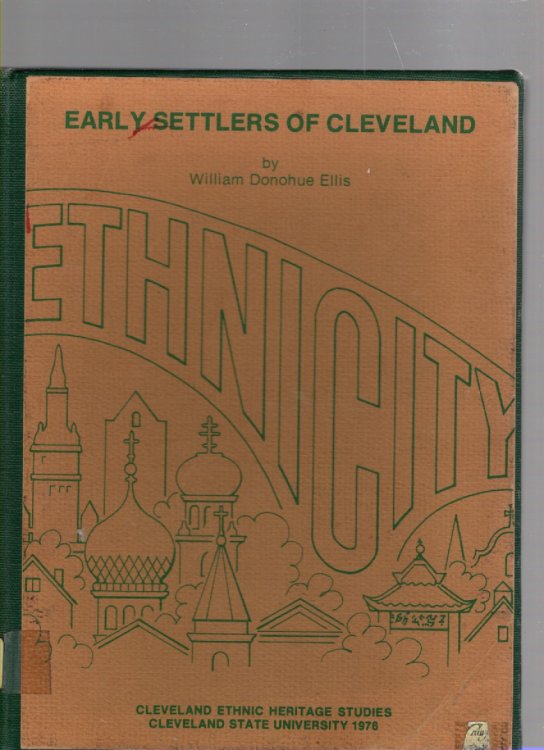 EARLY SETTLERS OF CLEVELAND
by
William Donohue Ellis
ETHNICITY
CLEVELAND ETHNIC HERITAGE STUDIES
CLEVELAND STATE UNIVERSITY 1976